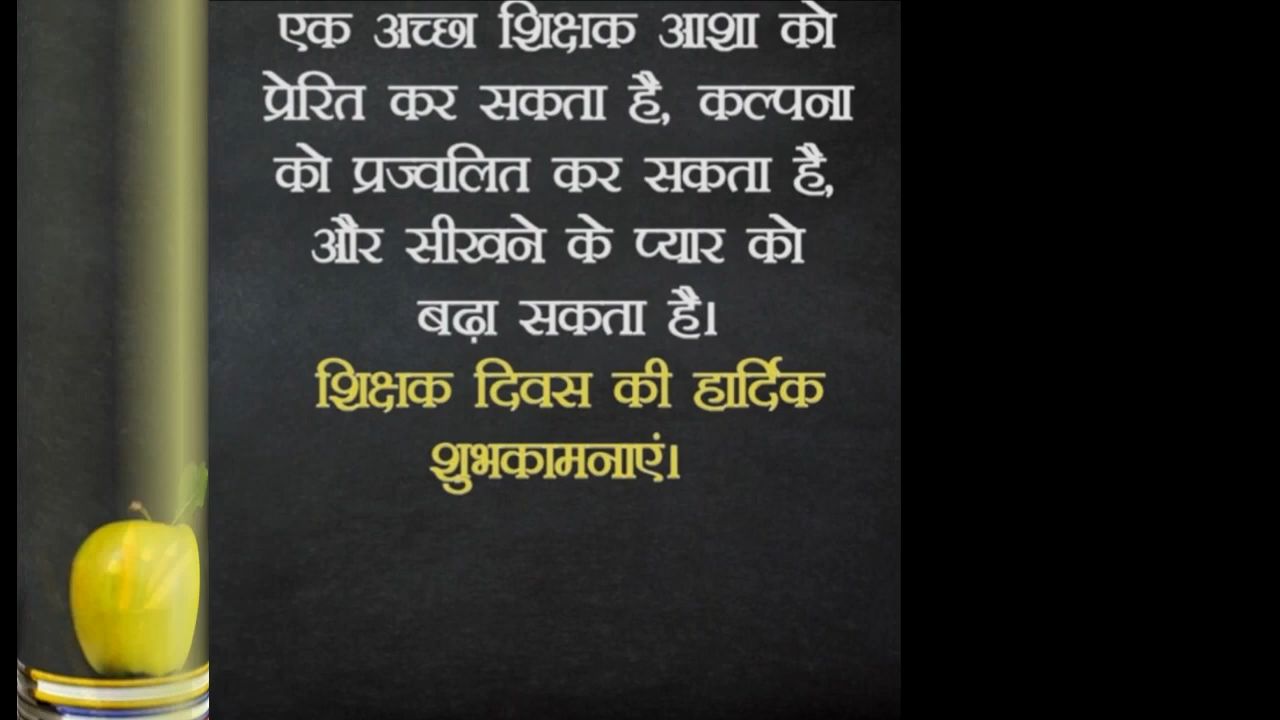 एक अच्छा शिक्षक आशा को
प्रेरित कर सकता है, कल्पना
को प्रज्वलित कर सकता है,
और सीखने के प्यार को
बढ़ा सकता है।
शिक्षक दिवस की हार्दिक
शुभकामनाएं।